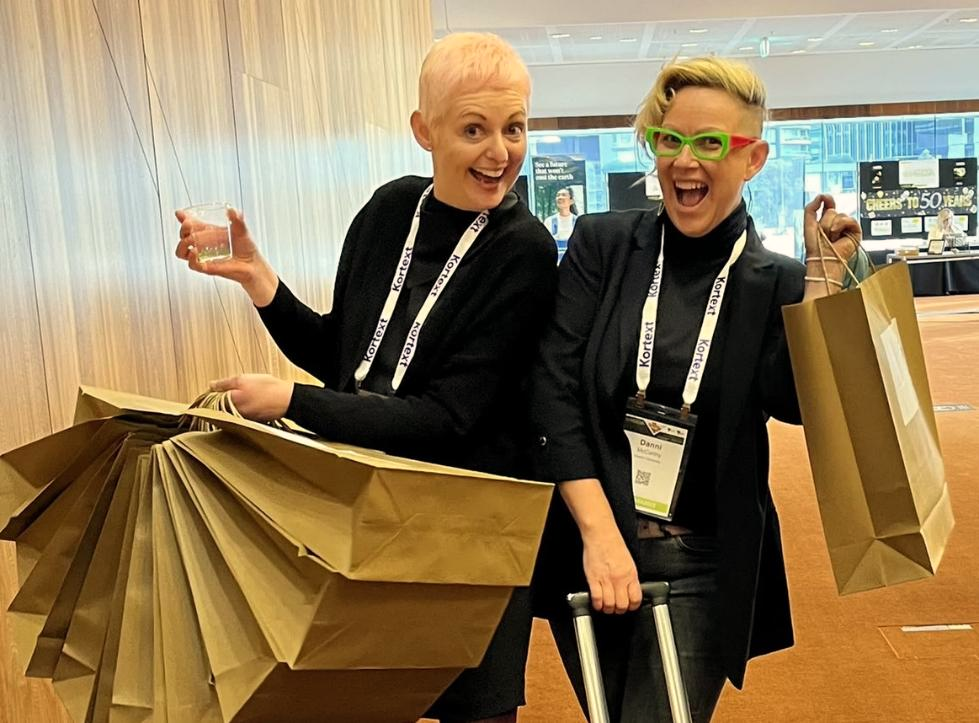 See a future
that won't
cost the earth
CHEERS TO 50 YEARS
Kortext
Kortext
Kortext
Kortext
Kortext
Kortext
Kortext
Danni
McCarthy